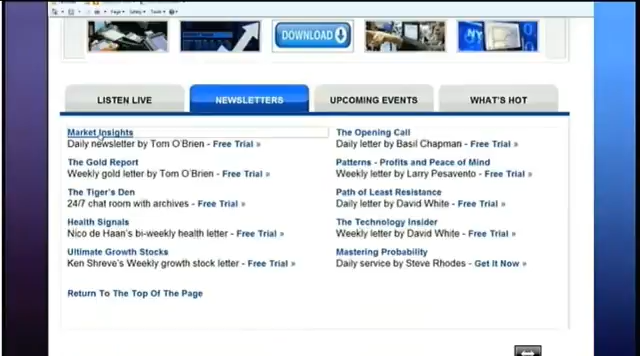 Page Safety Tools
DOWNLOAD
NY
LISTEN LIVE NEWSLETTERS UPCOMING EVENTS WHAT'S HOT
Market Insights
Daily newsletter by Tom O'Brien - Free Trial »
The Gold Report
Weekly gold letter by Tom O'Brien - Free Trial »
The Tiger's Den
24/7 chat room with archives - Free Trial »
Health Signals
Nico de Haan's bi-weekly health letter - Free Trial »
Ultimate Growth Stocks
Ken Shreve's Weekly growth stock letter - Free Trial »
Return To The Top Of The Page
The Opening Call
Daily letter by Basil Chapman - Free Trial »
Patterns - Profits and Peace of Mind
Weekly letter by Larry Pesavento - Free Trial »
Path of Least Resistance
Daily letter by David White - Free Trial »
The Technology Insider
Weekly letter by David White - Free Trial »
Mastering Probability
Daily service by Steve Rhodes - Get It Now »